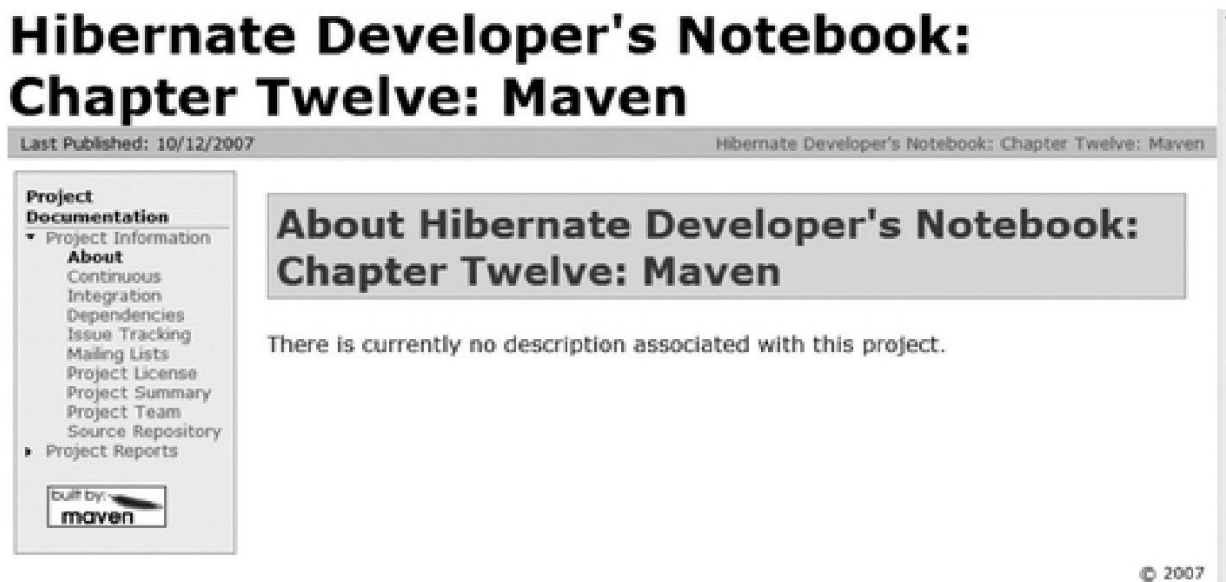 Hibernate Developer's Notebook:
Chapter Twelve: Maven
Last Published: 10/12/2007
Hibernate Developer's Notebook: Chapter Twelve: Maven
Project
Documentation
Project Information
About
Continuous
Integration
Dependencies
Issue Tracking
Mailing Lists
Project License
Project Summary
Project Team
Source Repository
Project Reports
built by:
maven
About Hibernate Developer's Notebook:
Chapter Twelve: Maven
There is currently no description associated with this project.
© 2007